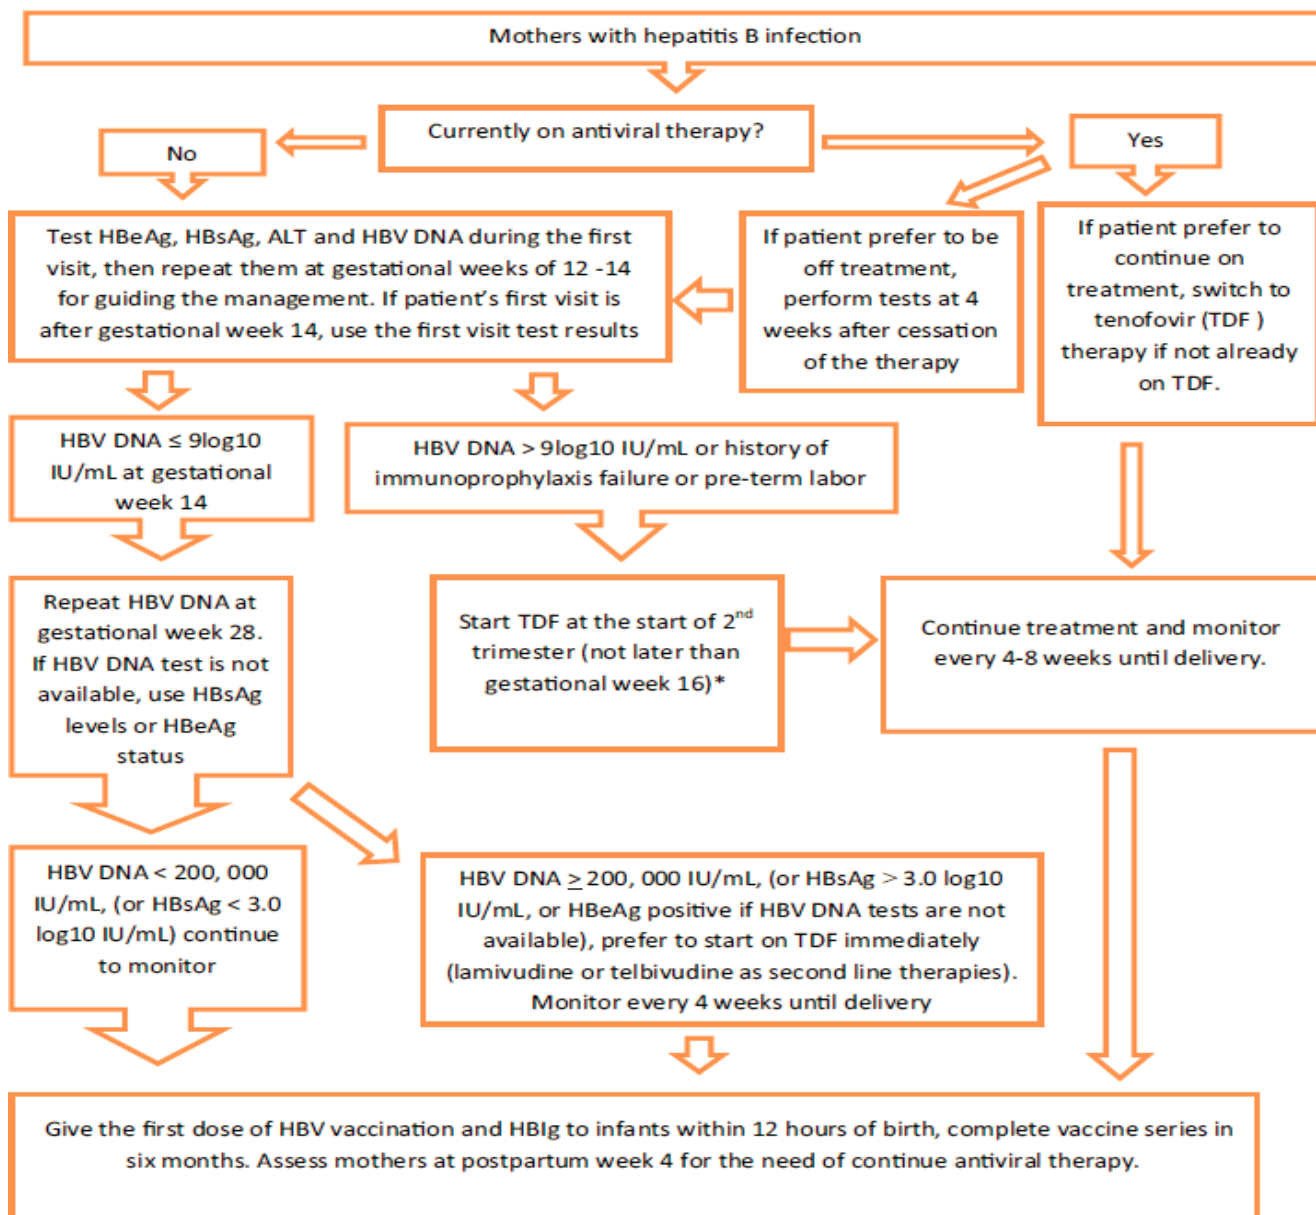 Mothers with hepatitis B infection
Currently on antiviral therapy?
No
Yes
Test HBeAg, HBsAg, ALT and HBV DNA during the first
visit, then repeat them at gestational weeks of 12 -14
for guiding the management. If patient's first visit is
after gestational week 14, use the first visit test results
If patient prefer to be
off treatment,
perform tests at 4
weeks after cessation
of the therapy
If patient prefer to
continue on
treatment, switch to
tenofovir (TDF )
therapy if not already
on TDF.
HBV DNA ≤ 9log10
IU/mL at gestational
week 14
HBV DNA > 9log10 IU/mL or history of
immunoprophylaxis failure or pre-term labor
Repeat HBV DNA at
gestational week 28.
If HBV DNA test is not
available, use HBsAg
levels or HBeAg
status
Start TDF at the start of 2nd
trimester (not later than
gestational week 16)*
Continue treatment and monitor
every 4-8 weeks until delivery.
HBV DNA < 200, 000
IU/mL, (or HBsAg < 3.0
log10 IU/mL) continue
to monitor
HBV DNA ≥ 200, 000 IU/mL, (or HBsAg > 3.0 log10
IU/mL, or HBeAg positive if HBV DNA tests are not
available), prefer to start on TDF immediately
(lamivudine or telbivudine as second line therapies).
Monitor every 4 weeks until delivery
Give the first dose of HBV vaccination and HBIg to infants within 12 hours of birth, complete vaccine series in
six months. Assess mothers at postpartum week 4 for the need of continue antiviral therapy.